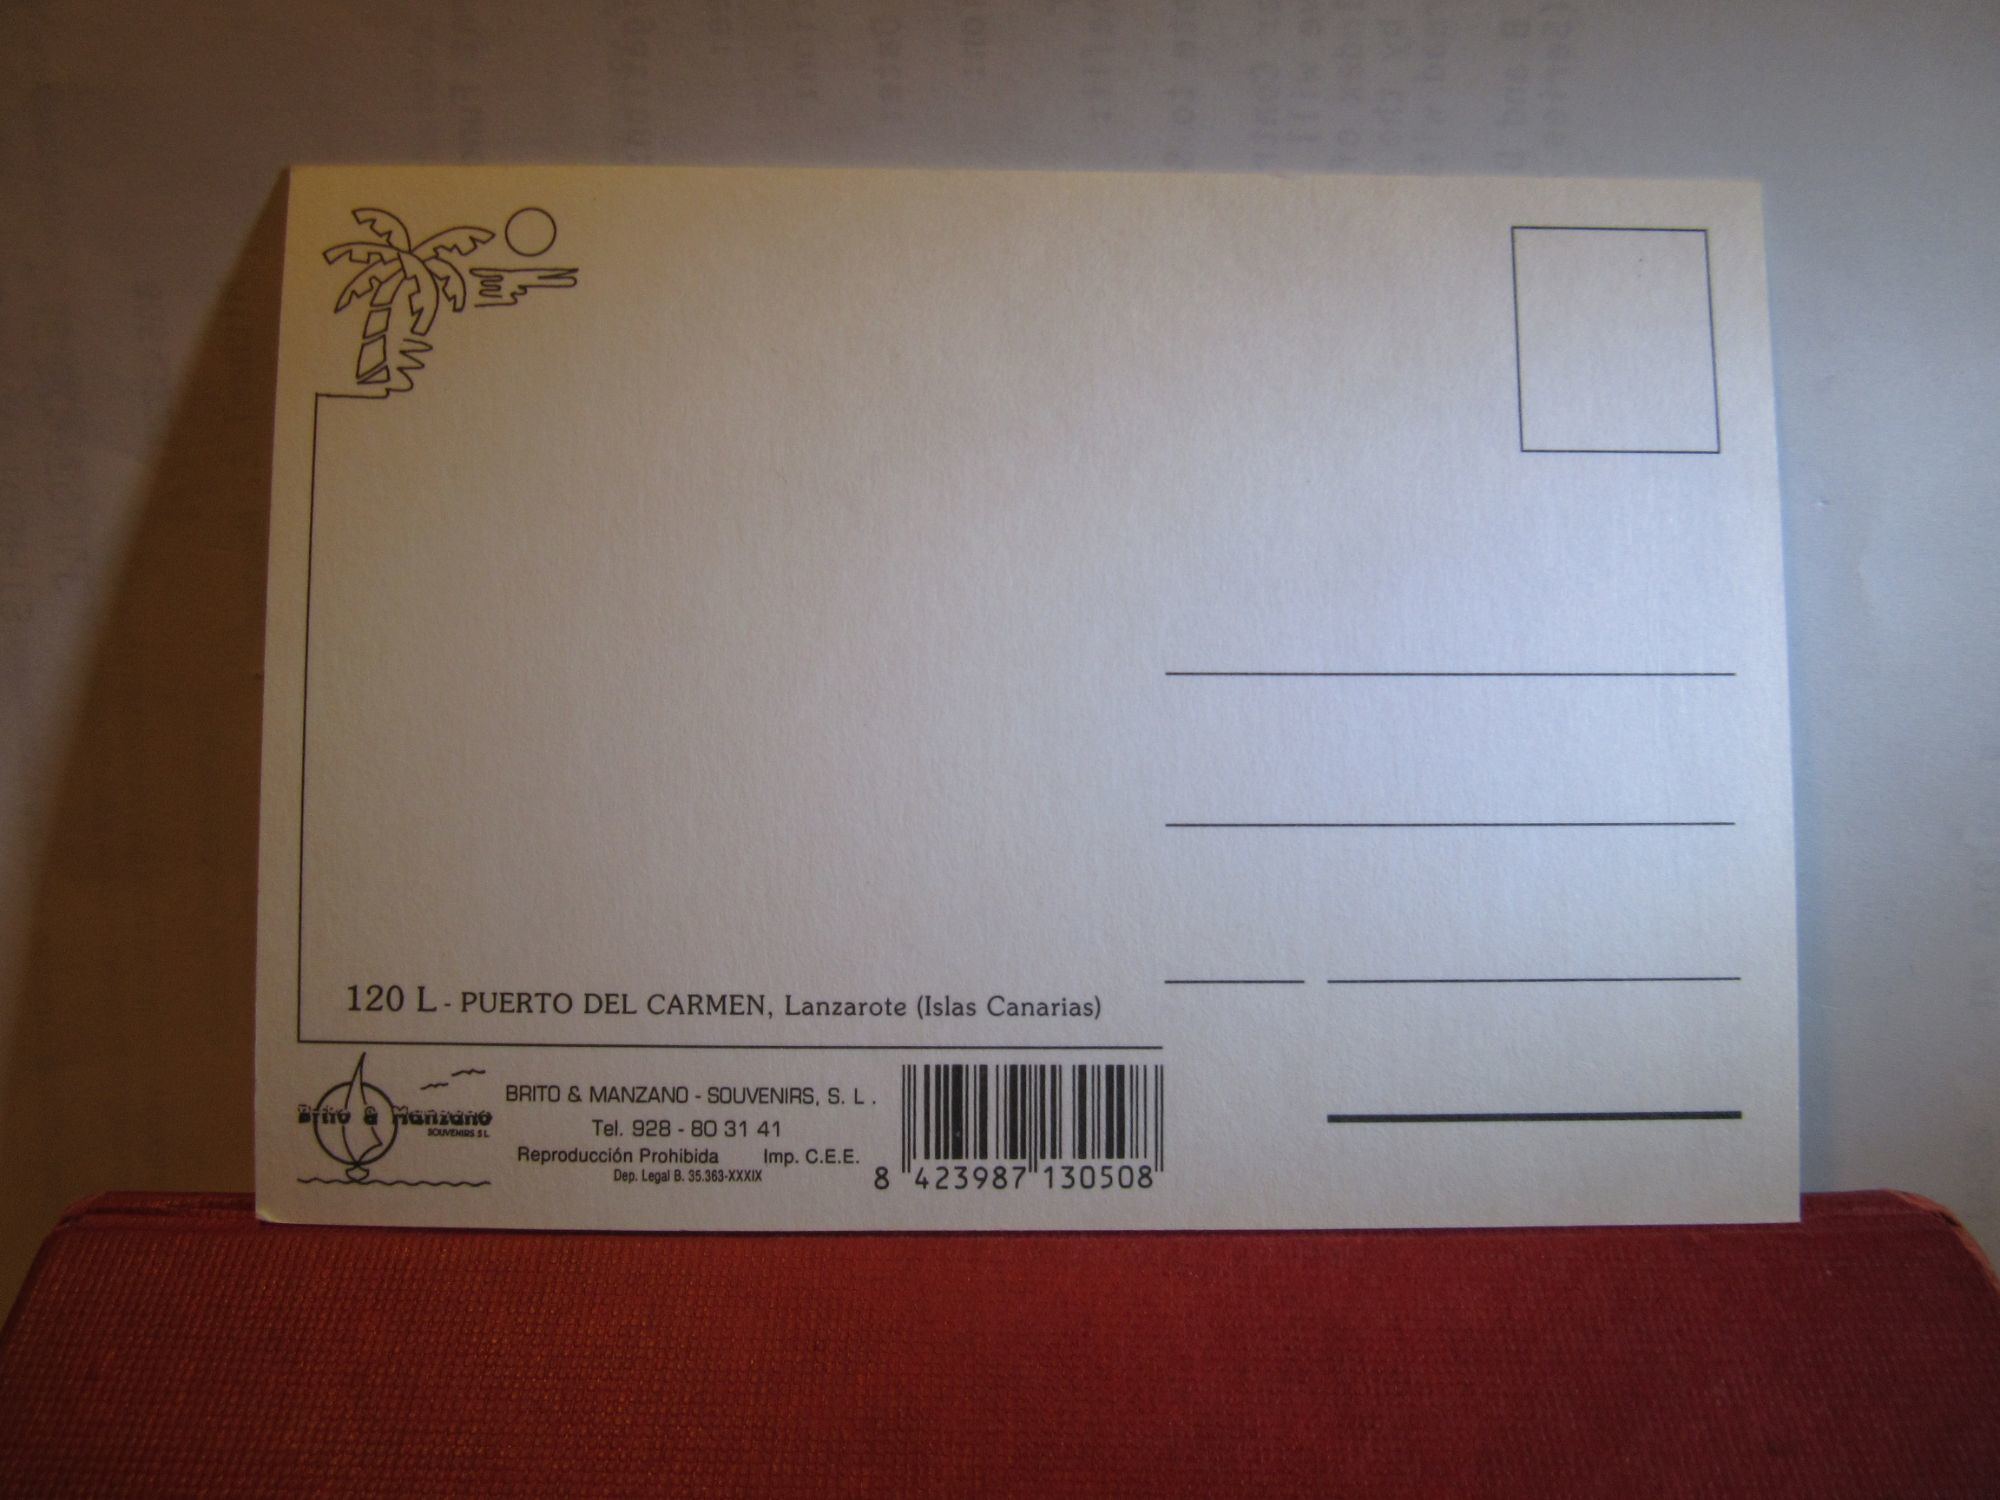 120 L - PUERTO DEL CARMEN, Lanzarote (Islas Canarias)
Brito & Manzano
SOUVENIRS S L
BRITO & MANZANO - SOUVENIRS, S. L .
Tel. 928 - 80 31 41
Reproducción Prohibida Imp. C.E.E.
Dep. Legal B. 35.363-XXXIX
8 423987 130508